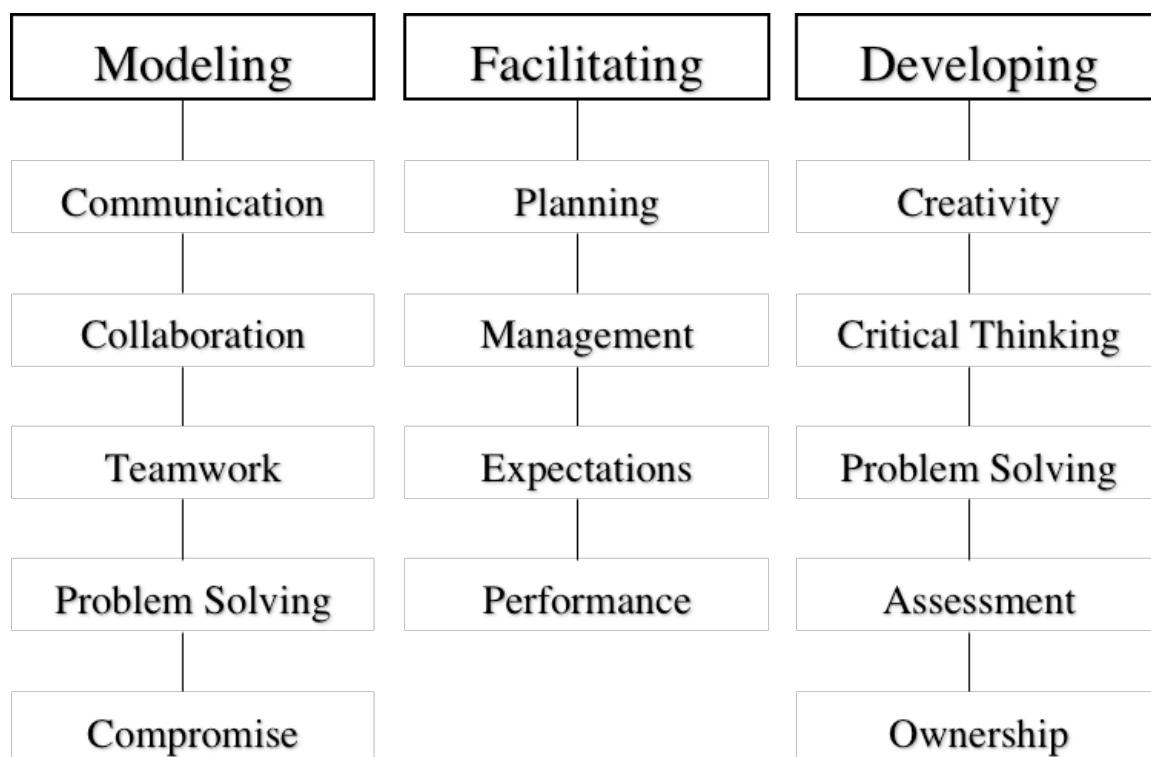 Modeling
Communication
Collaboration
Teamwork
Problem Solving
Compromise
Facilitating
Planning
Management
Expectations
Performance
Developing
Creativity
Critical Thinking
Problem Solving
Assessment
Ownership